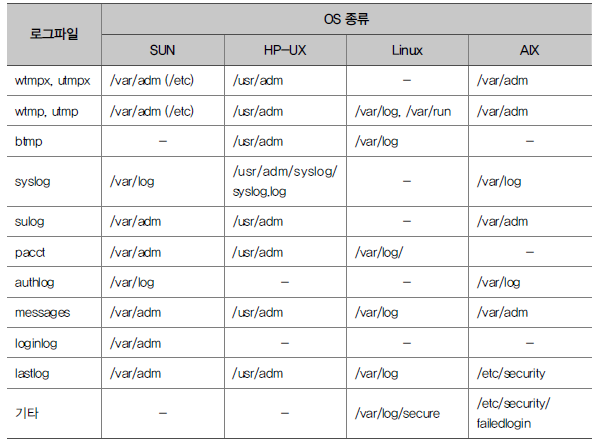 로그파일 OS 종류
SUN HP-UX Linux AIX
wtmpx, utmpx /var/adm (/etc) /usr/adm - /var/adm
wtmp, utmp /var/adm (/etc) /usr/adm /var/log, /var/run /var/adm
btmp - /usr/adm /var/log -
syslog /var/log /usr/adm/syslog/ - /var/log
syslog.log
sulog /var/adm /usr/adm - /var/adm
pacct /var/adm /usr/adm /var/log/ -
authlog /var/log - - /var/log
messages /var/adm /usr/adm /var/log /var/adm
loginlog /var/adm - - -
lastlog /var/adm /usr/adm /var/log /etc/security
기타 - - /var/log/secure /etc/security/
failedlogin